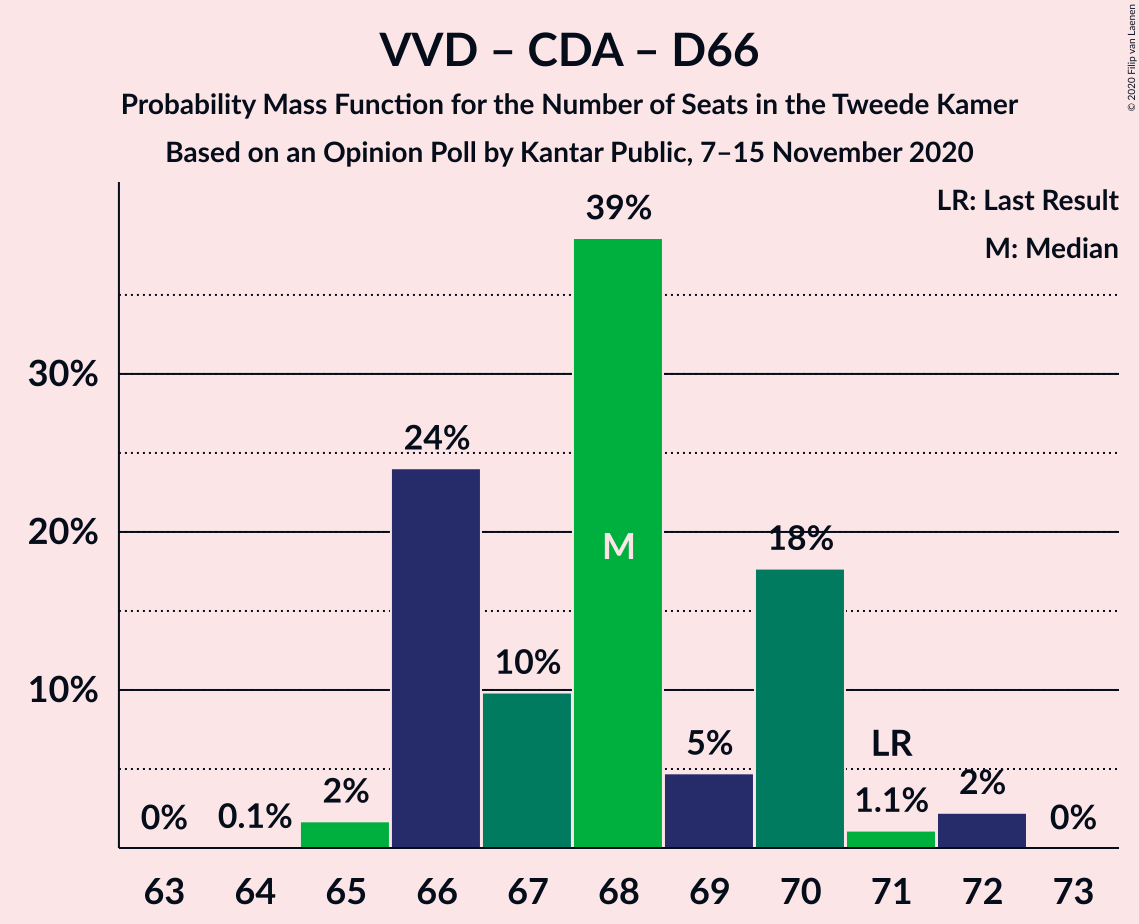 VVD – CDA – D66
Probability Mass Function for the Number of Seats in the Tweede Kamer
Based on an Opinion Poll by Kantar Public, 7–15 November 2020
© 2020 Filip van Laenen
LR: Last Result
M: Median
30%
20%
10%
0%
0.1%
2%
24%
10%
39%
M
5%
18%
LR
1.1%
2%
0%
63 64 65 66 67 68 69 70 71 72 73